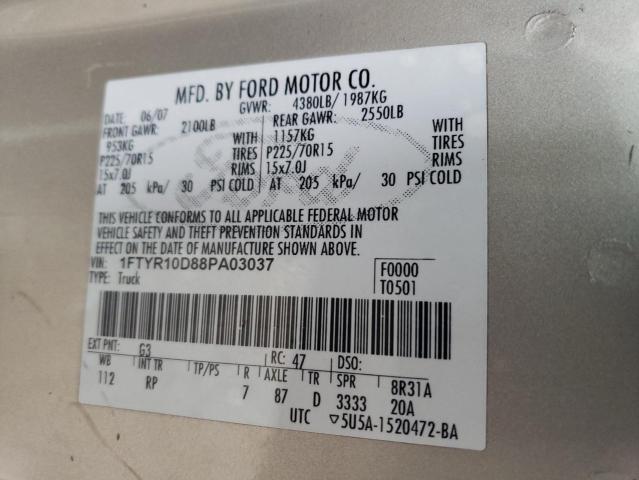 MFD. BY FORD MOTOR CO.
DATE 06/07 GVWR: 4380LB/ 1987KG
FRONT GAWR: 2100LB REAR GAWR: 2550LB
953KG WITH 1157KG WITH
P225/70R15 TIRES P225/70R15 TIRES
15x7.0J RIMS 15x7.0J RIMS
AT 205 kPa/ 30 PSI COLD AT 205 kPa/ 30 PSI COLD
THIS VEHICLE CONFORMS TO ALL APPLICABLE FEDERAL MOTOR
VEHICLE SAFETY AND THEFT PREVENTION STANDARDS IN
EFFECT ON THE DATE OF MANUFACTURE SHOWN ABOVE.
VIN: 1FTYR10D88PA03037 F0000
TYPE: Truck T0501
EXT PNT: G3 RC: 47 DSO:
WB INT TR TP/PS R AXLE TR SPR 8R31A
112 RP 7 87 D 3333 20A
UTC ▽5U5A-1520472-BA
Ford